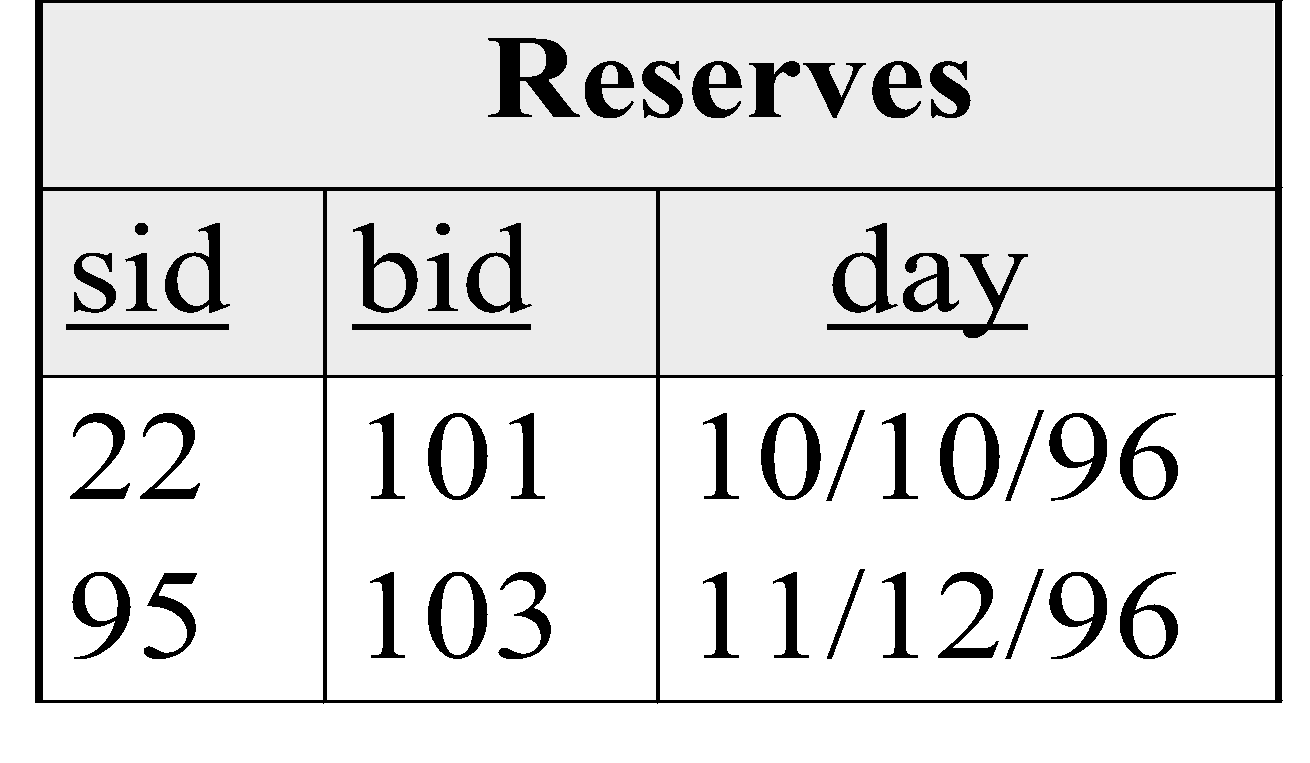 Reserves
sid bid day
22 101 10/10/96
95 103 11/12/96